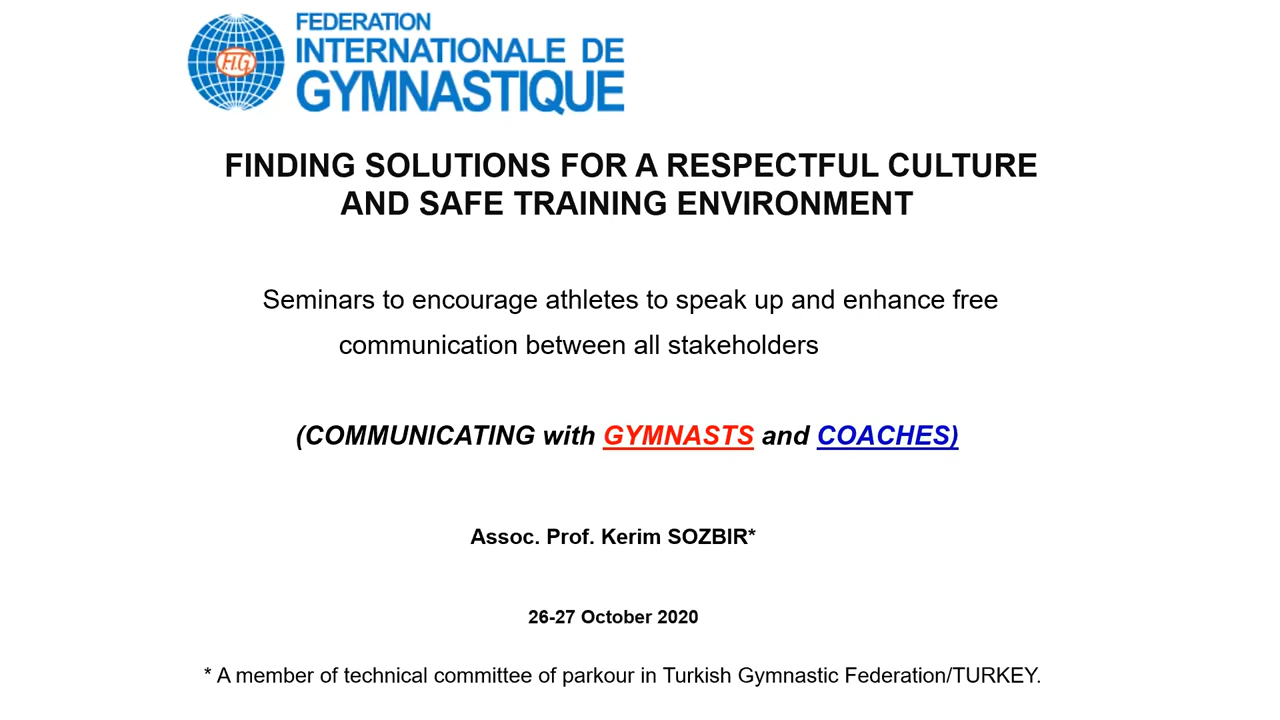 FEDERATION
INTERNATIONALE DE
GYMNASTIQUE
F.I.G.
FINDING SOLUTIONS FOR A RESPECTFUL CULTURE
AND SAFE TRAINING ENVIRONMENT
Seminars to encourage athletes to speak up and enhance free
communication between all stakeholders
(COMMUNICATING with GYMNASTS and COACHES)
Assoc. Prof. Kerim SOZBIR*
26-27 October 2020
* A member of technical committee of parkour in Turkish Gymnastic Federation/TURKEY.